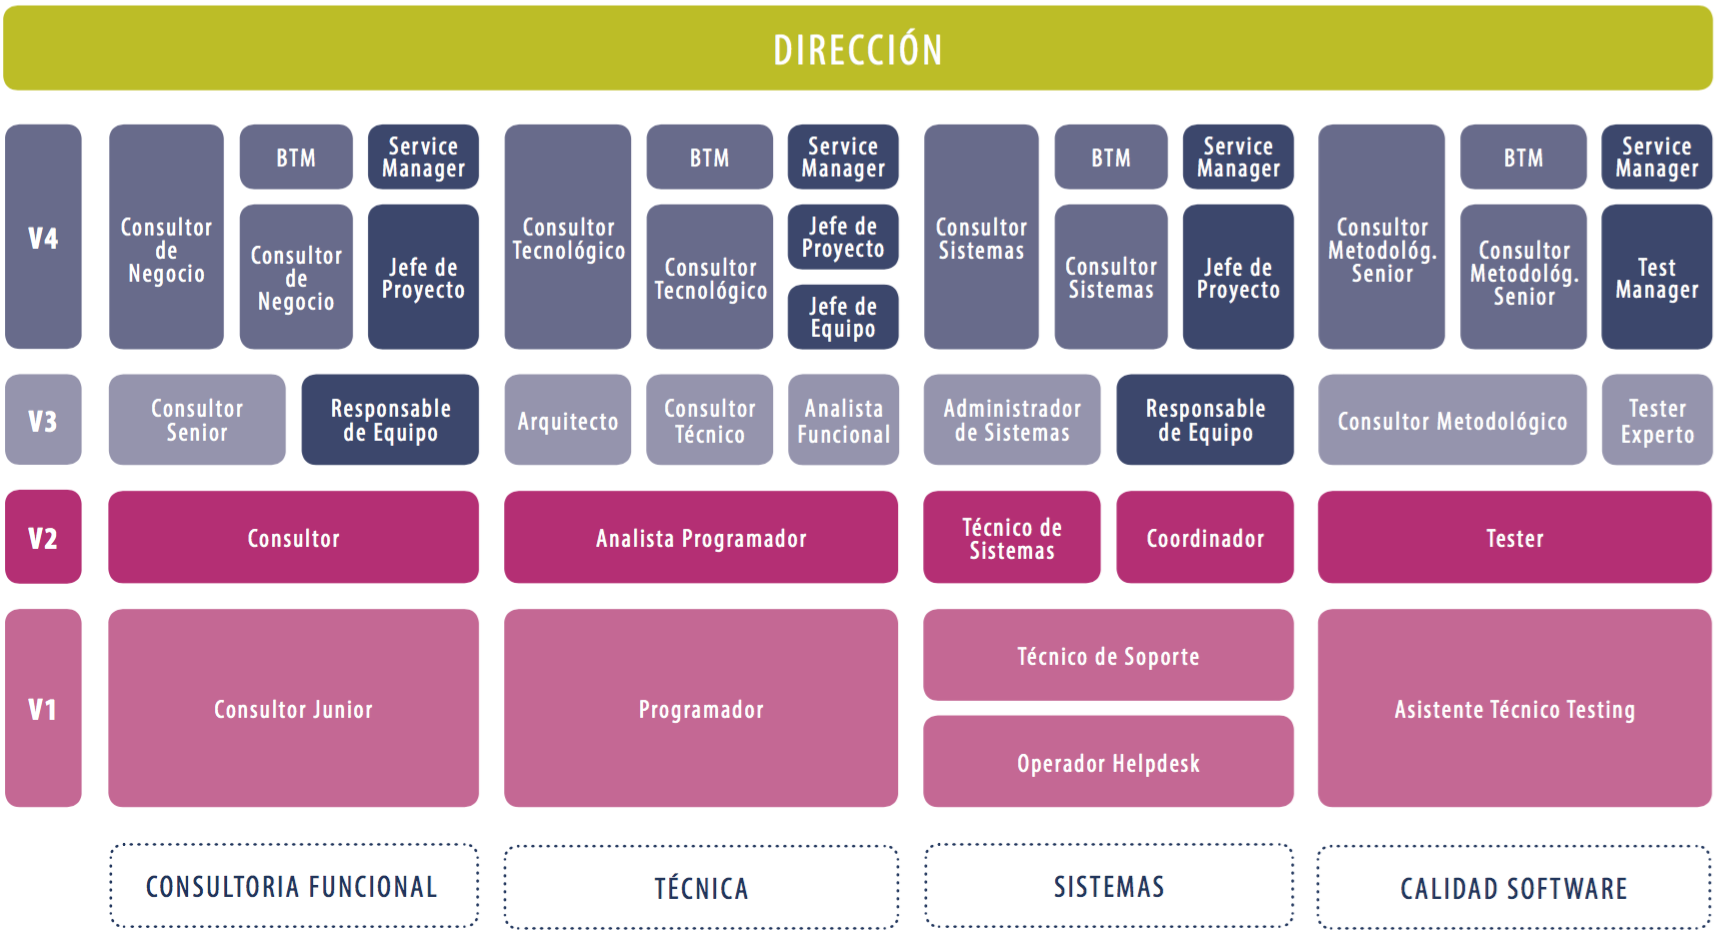 DIRECCIÓN
V4
Consultor
de
Negocio
BTM
Consultor
de
Negocio
Service
Manager
Jefe de
Proyecto
Consultor
Tecnológico
BTM
Consultor
Tecnológico
Service
Manager
Jefe de
Proyecto
Jefe de
Equipo
Consultor
Sistemas
BTM
Consultor
Sistemas
Service
Manager
Jefe de
Proyecto
Consultor
Metodológ.
Senior
BTM
Consultor
Metodológ.
Senior
Service
Manager
Test
Manager
V3
Consultor
Senior
Responsable
de Equipo
Arquitecto
Consultor
Técnico
Analista
Funcional
Administrador
de Sistemas
Responsable
de Equipo
Consultor Metodológico
Tester
Experto
V2
Consultor
Analista Programador
Técnico de
Sistemas
Coordinador
Tester
V1
Consultor Junior
Programador
Técnico de Soporte
Operador Helpdesk
Asistente Técnico Testing
CONSULTORIA FUNCIONAL
TÉCNICA
SISTEMAS
CALIDAD SOFTWARE